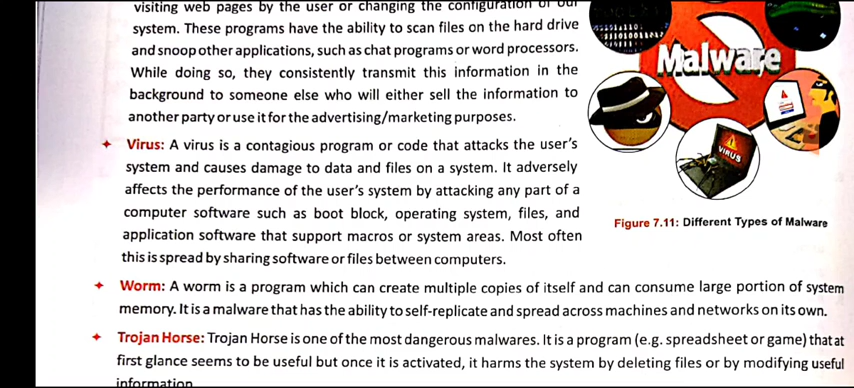 visiting web pages by the user or changing the configuration of our
system. These programs have the ability to scan files on the hard drive
and snoop other applications, such as chat programs or word processors.
While doing so, they consistently transmit this information in the
background to someone else who will either sell the information to
another party or use it for the advertising/marketing purposes.
Virus: A virus is a contagious program or code that attacks the user's
system and causes damage to data and files on a system. It adversely
affects the performance of the user's system by attacking any part of a
computer software such as boot block, operating system, files, and
application software that support macros or system areas. Most often
this is spread by sharing software or files between computers.
Malware
VIRUS
Figure 7.11: Different Types of Malware
Worm: A worm is a program which can create multiple copies of itself and can consume large portion of system
memory. It is a malware that has the ability to self-replicate and spread across machines and networks on its own.
Trojan Horse: Trojan Horse is one of the most dangerous malwares. It is a program (e.g. spreadsheet or game) that at
first glance seems to be useful but once it is activated, it harms the system by deleting files or by modifying useful
information